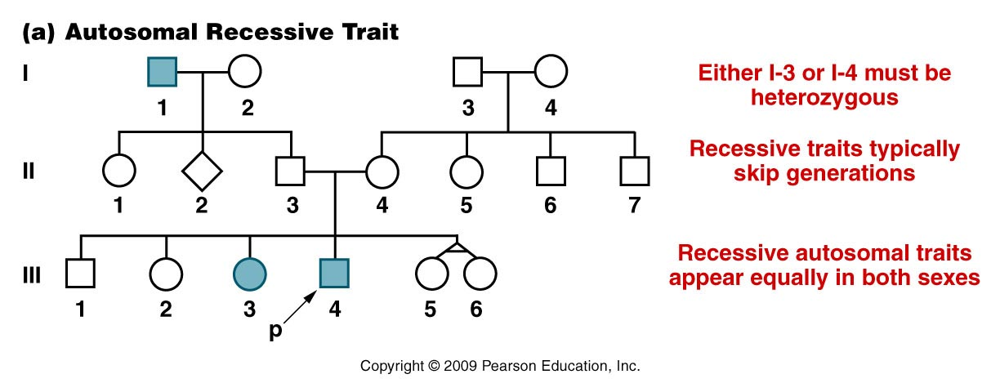 (a) Autosomal Recessive Trait
I
1 2 3 4
Either I-3 or I-4 must be
heterozygous
II
1 2 3 4 5 6 7
Recessive traits typically
skip generations
III
1 2 3 4 5 6
p
Recessive autosomal traits
appear equally in both sexes
Copyright © 2009 Pearson Education, Inc.